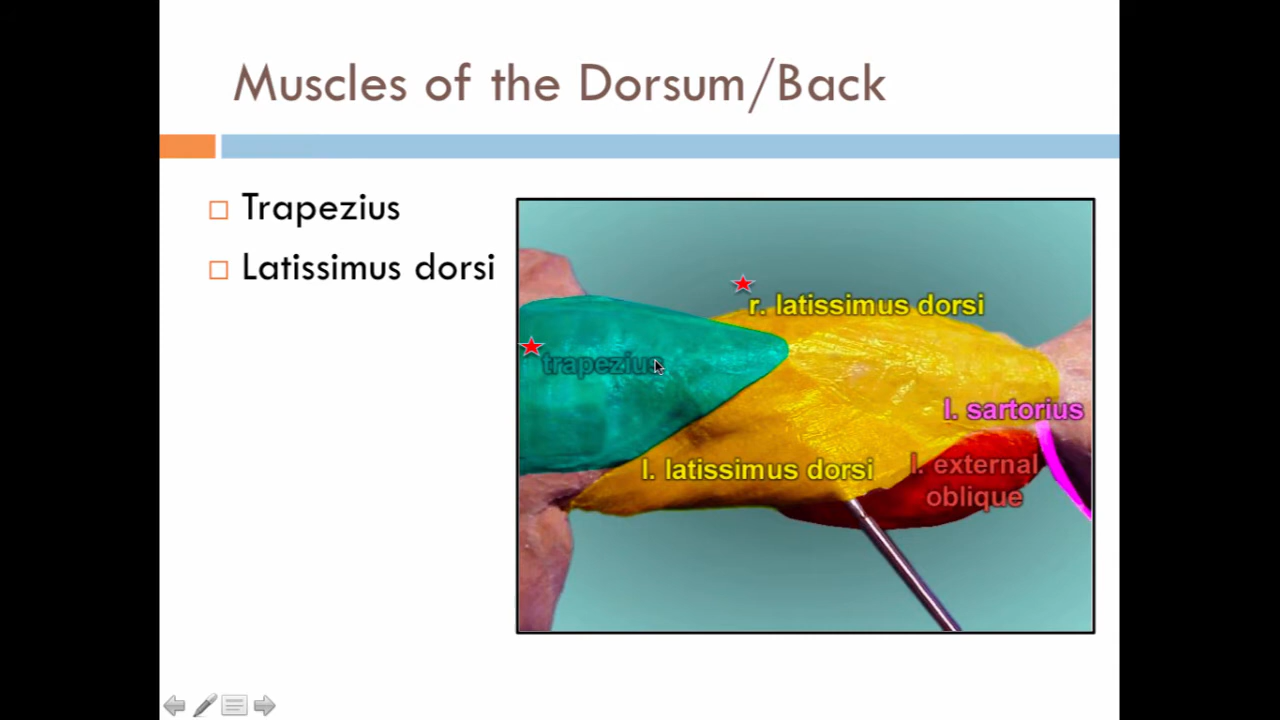 Muscles of the Dorsum/Back
Trapezius
Latissimus dorsi
r. latissimus dorsi
trapezius
l. sartorius
l. latissimus dorsi
l. external
oblique